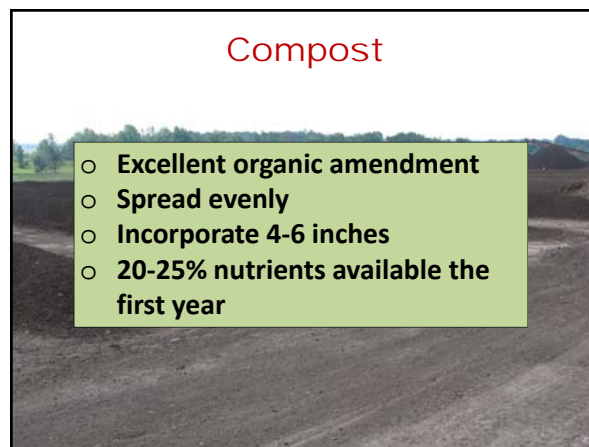 Compost
o Excellent organic amendment
o Spread evenly
o Incorporate 4-6 inches
o 20-25% nutrients available the
first year